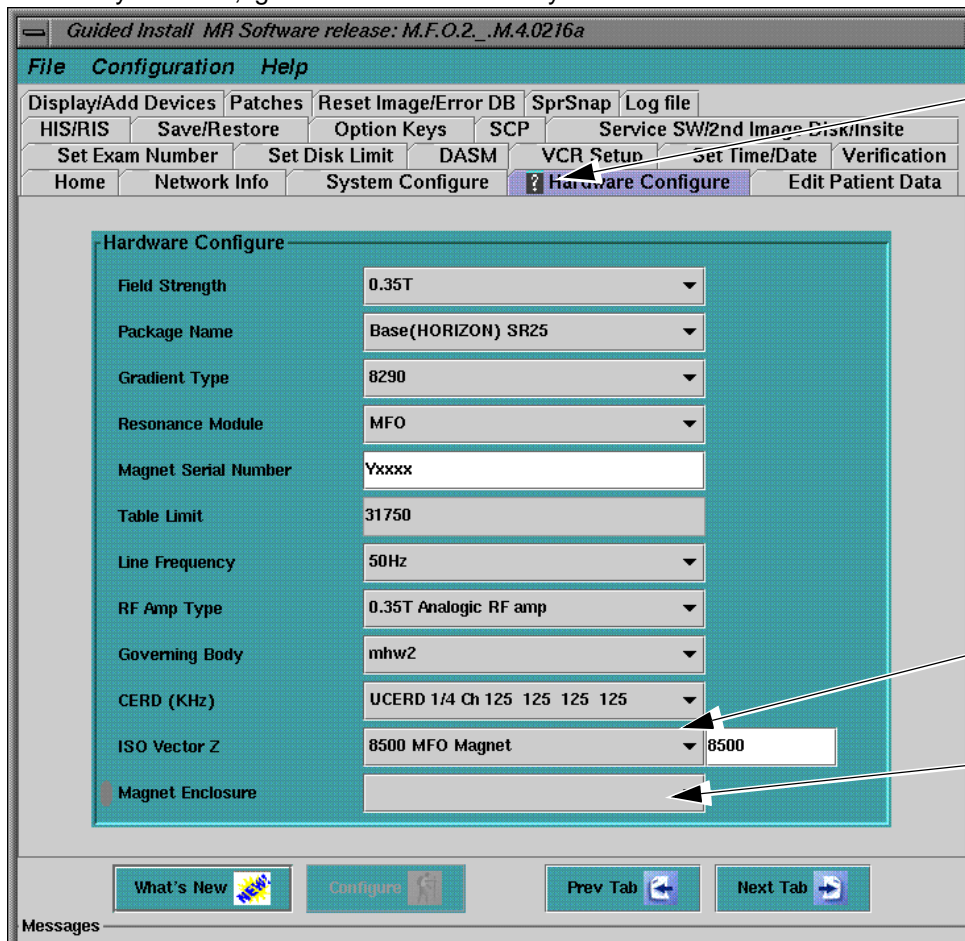 Guided Install MR Software release: M.F.O.2._.M.4.0216a
File Configuration Help
Display/Add Devices Patches Reset Image/Error DB SprSnap Log file
HIS/RIS Save/Restore Option Keys SCP Service SW/2nd Image Disk/Insite
Set Exam Number Set Disk Limit DASM VCR Setup Set Time/Date Verification
Home Network Info System Configure ? Hardware Configure Edit Patient Data
Hardware Configure
Field Strength 0.35T
Package Name Base(HORIZON) SR25
Gradient Type 8290
Resonance Module MFO
Magnet Serial Number Yxxxx
Table Limit 31750
Line Frequency 50Hz
RF Amp Type 0.35T Analogic RF amp
Governing Body mhw2
CERD (KHz) UCERD 1/4 Ch 125 125 125 125
ISO Vector Z 8500 MFO Magnet 8500
Magnet Enclosure
What's New NEW! Configure Prev Tab Next Tab
Messages